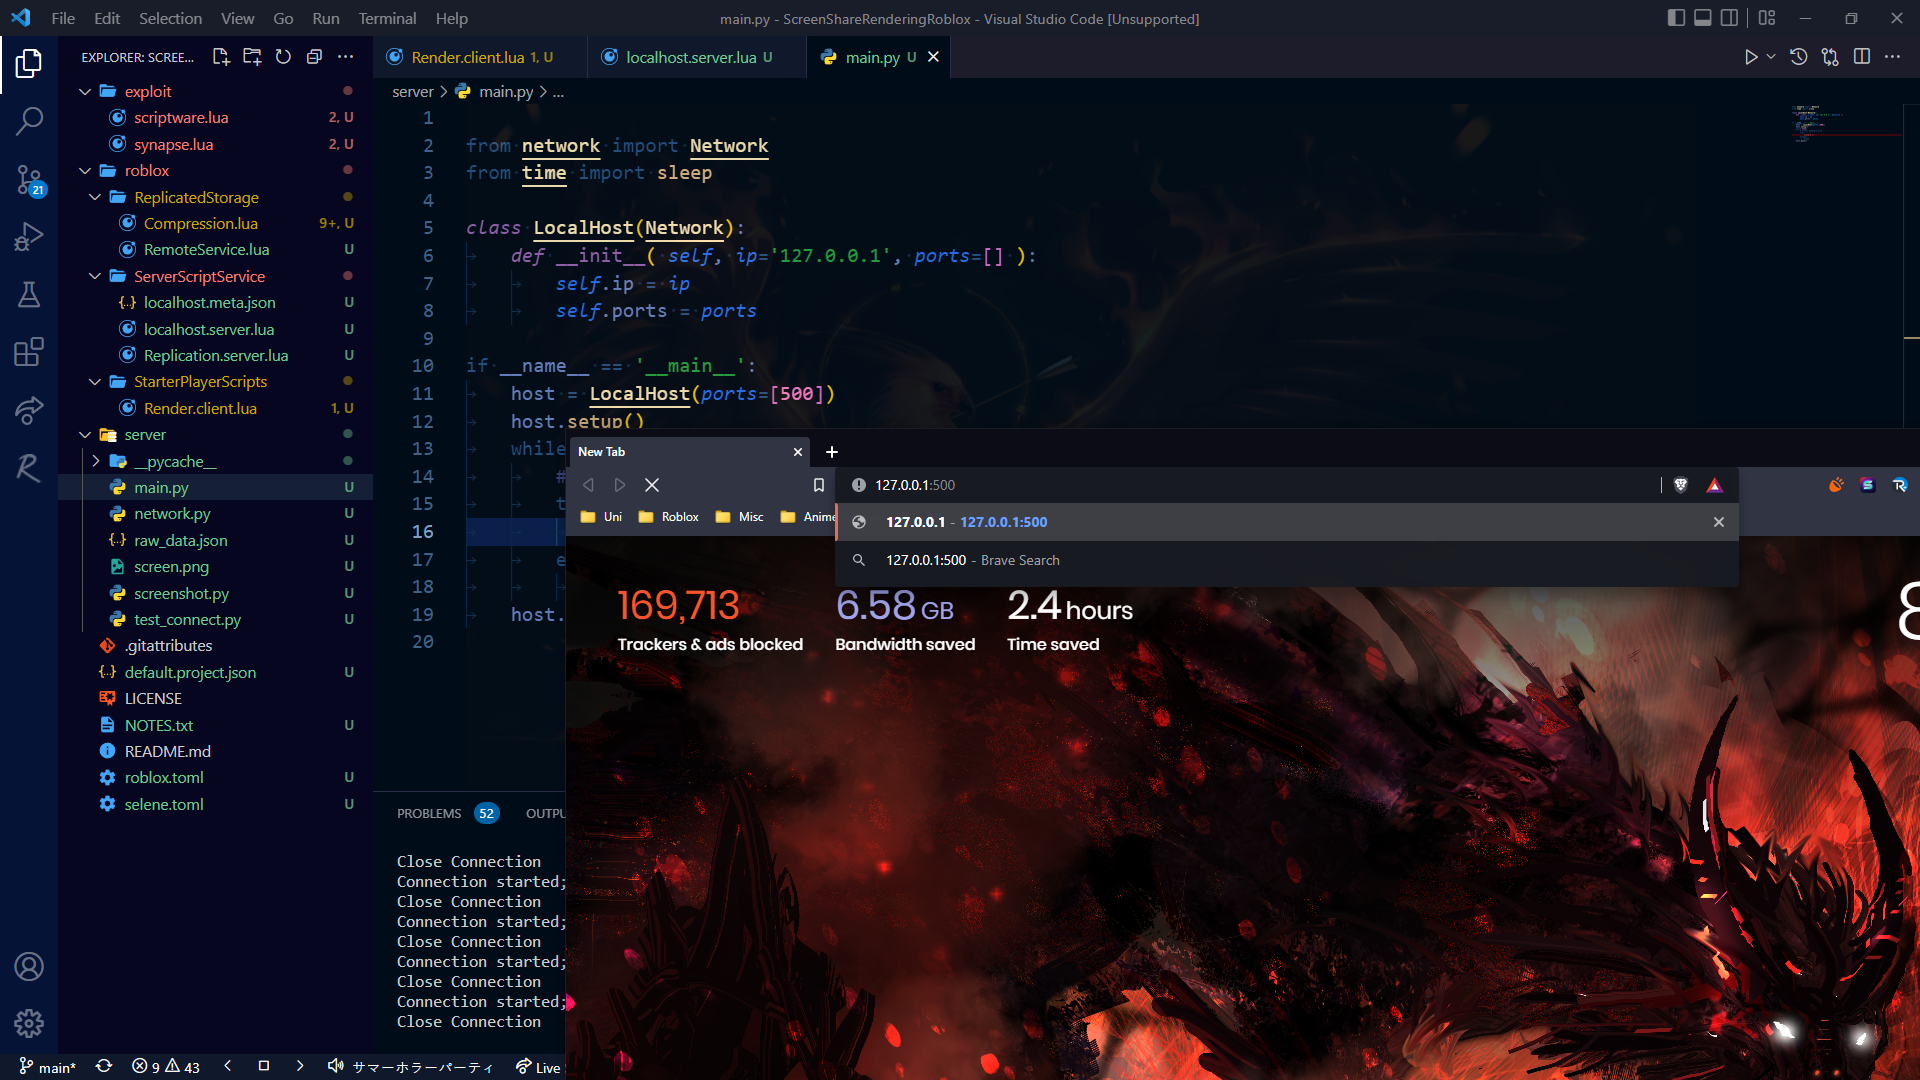 File Edit Selection View Go Run Terminal Help
main.py - ScreenShareRenderingRoblox - Visual Studio Code [Unsupported]
EXPLORER: SCREE...
exploit
scriptware.lua 2, U
synapse.lua 2, U
roblox
ReplicatedStorage
Compression.lua 9+, U
RemoteService.lua U
ServerScriptService
localhost.meta.json U
localhost.server.lua U
Replication.server.lua U
StarterPlayerScripts
Render.client.lua 1, U
server
__pycache__
main.py U
network.py U
raw_data.json U
screen.png U
screenshot.py U
test_connect.py U
.gitattributes
default.project.json U
LICENSE
NOTES.txt U
README.md
roblox.toml U
selene.toml U
21
Render.client.lua 1, U
localhost.server.lua U
main.py U
server > main.py > ...
1
2 from network import Network
3 from time import sleep
4
5 class LocalHost(Network):
6 def __init__( self, ip='127.0.0.1', ports=[] ):
7 self.ip = ip
8 self.ports = ports
9
10 if __name__ == '__main__':
11 host = LocalHost(ports=[500])
12 host.setup()
13 while
14 #
15 t
16
17 e
18
19 host.
20
New Tab
127.0.0.1:500
127.0.0.1 - 127.0.0.1:500
127.0.0.1:500 - Brave Search
Uni Roblox Misc Anime
169,713
Trackers & ads blocked
6.58 GB
Bandwidth saved
2.4 hours
Time saved
8
PROBLEMS 52 OUTPU
Close Connection
Connection started;
Close Connection
Connection started;
Close Connection
Connection started;
Close Connection
Connection started;
Close Connection
main* 9 43 サマーホラーパーティ Live